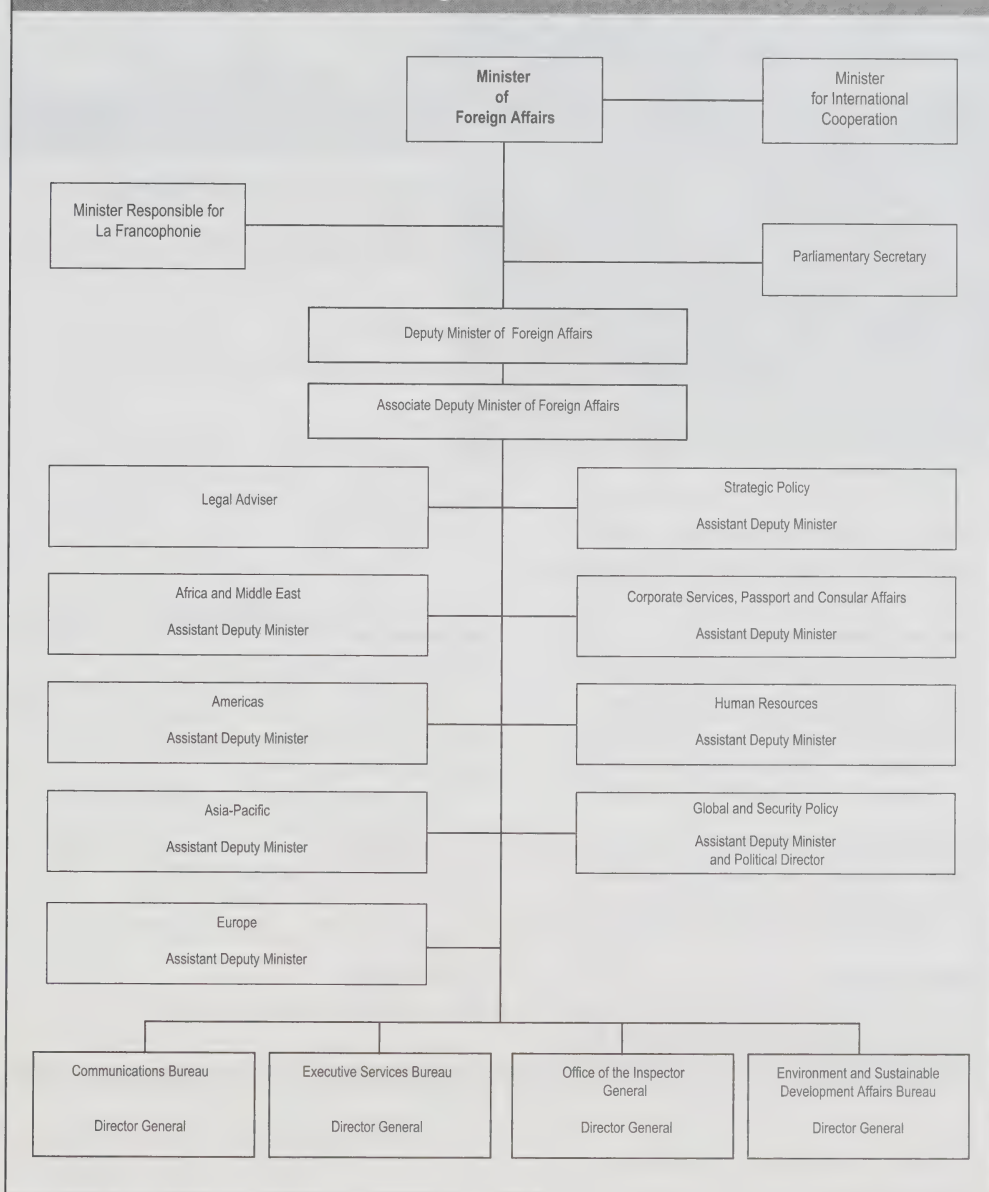 Minister
of
Foreign Affairs
Minister
for International
Cooperation
Minister Responsible for
La Francophonie
Parliamentary Secretary
Deputy Minister of Foreign Affairs
Associate Deputy Minister of Foreign Affairs
Legal Adviser
Strategic Policy
Assistant Deputy Minister
Africa and Middle East
Assistant Deputy Minister
Corporate Services, Passport and Consular Affairs
Assistant Deputy Minister
Americas
Assistant Deputy Minister
Human Resources
Assistant Deputy Minister
Asia-Pacific
Assistant Deputy Minister
Global and Security Policy
Assistant Deputy Minister
and Political Director
Europe
Assistant Deputy Minister
Communications Bureau
Director General
Executive Services Bureau
Director General
Office of the Inspector
General
Director General
Environment and Sustainable
Development Affairs Bureau
Director General